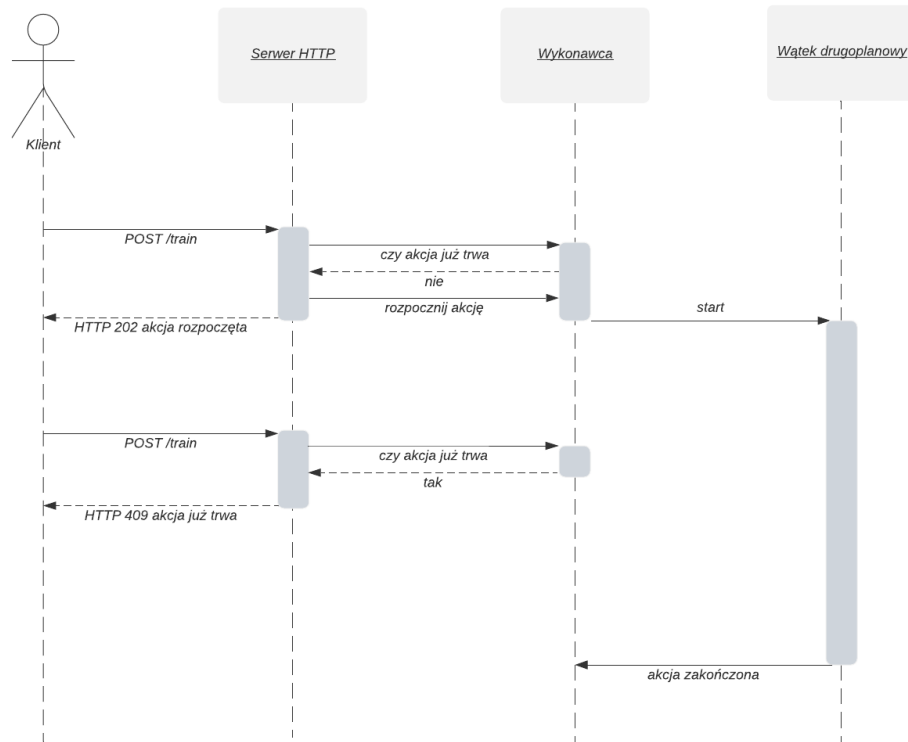 Serwer HTTP
Wykonawca
Wątek drugoplanowy
Klient
POST /train
czy akcja już trwa
nie
rozpocznij akcję
start
HTTP 202 akcja rozpoczęta
POST /train
czy akcja już trwa
tak
HTTP 409 akcja już trwa
akcja zakończona